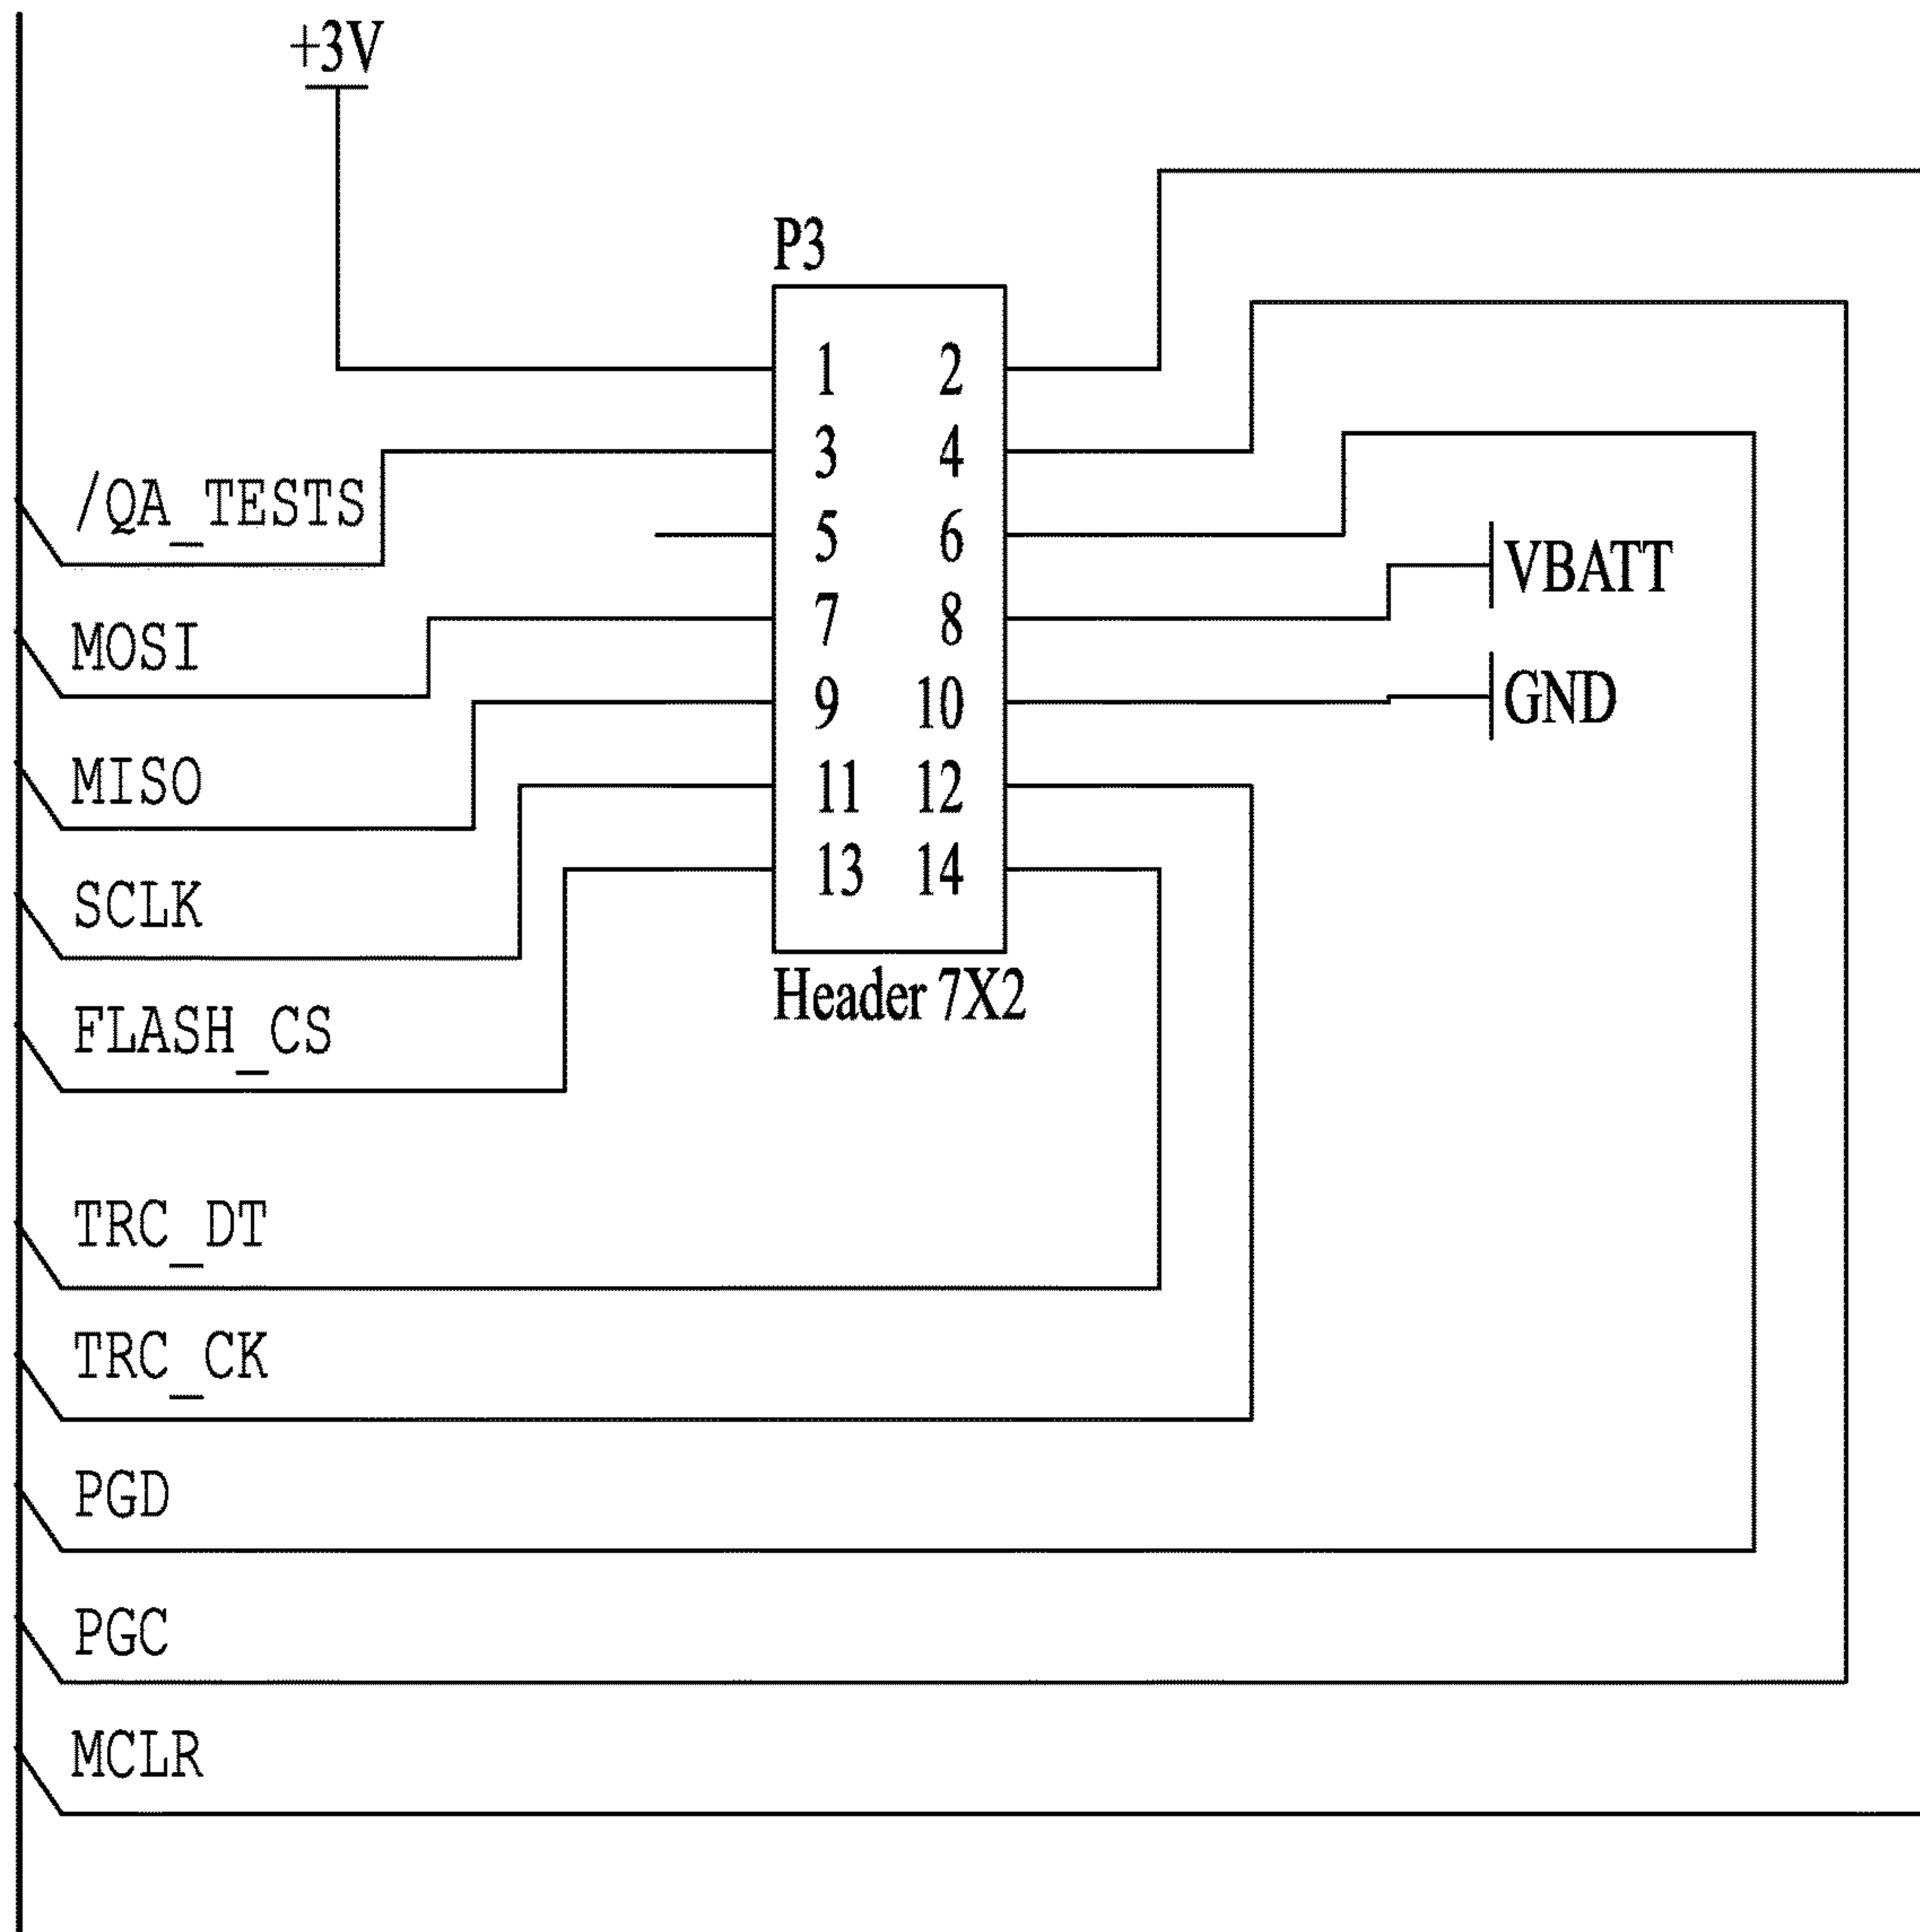 +3V
P3
1 2
3 4
/QA_TESTS
5 6
VBATT
7 8
MOSI
9 10
GND
MISO
11 12
13 14
SCLK
Header 7X2
FLASH_CS
TRC_DT
TRC_CK
PGD
PGC
MCLR